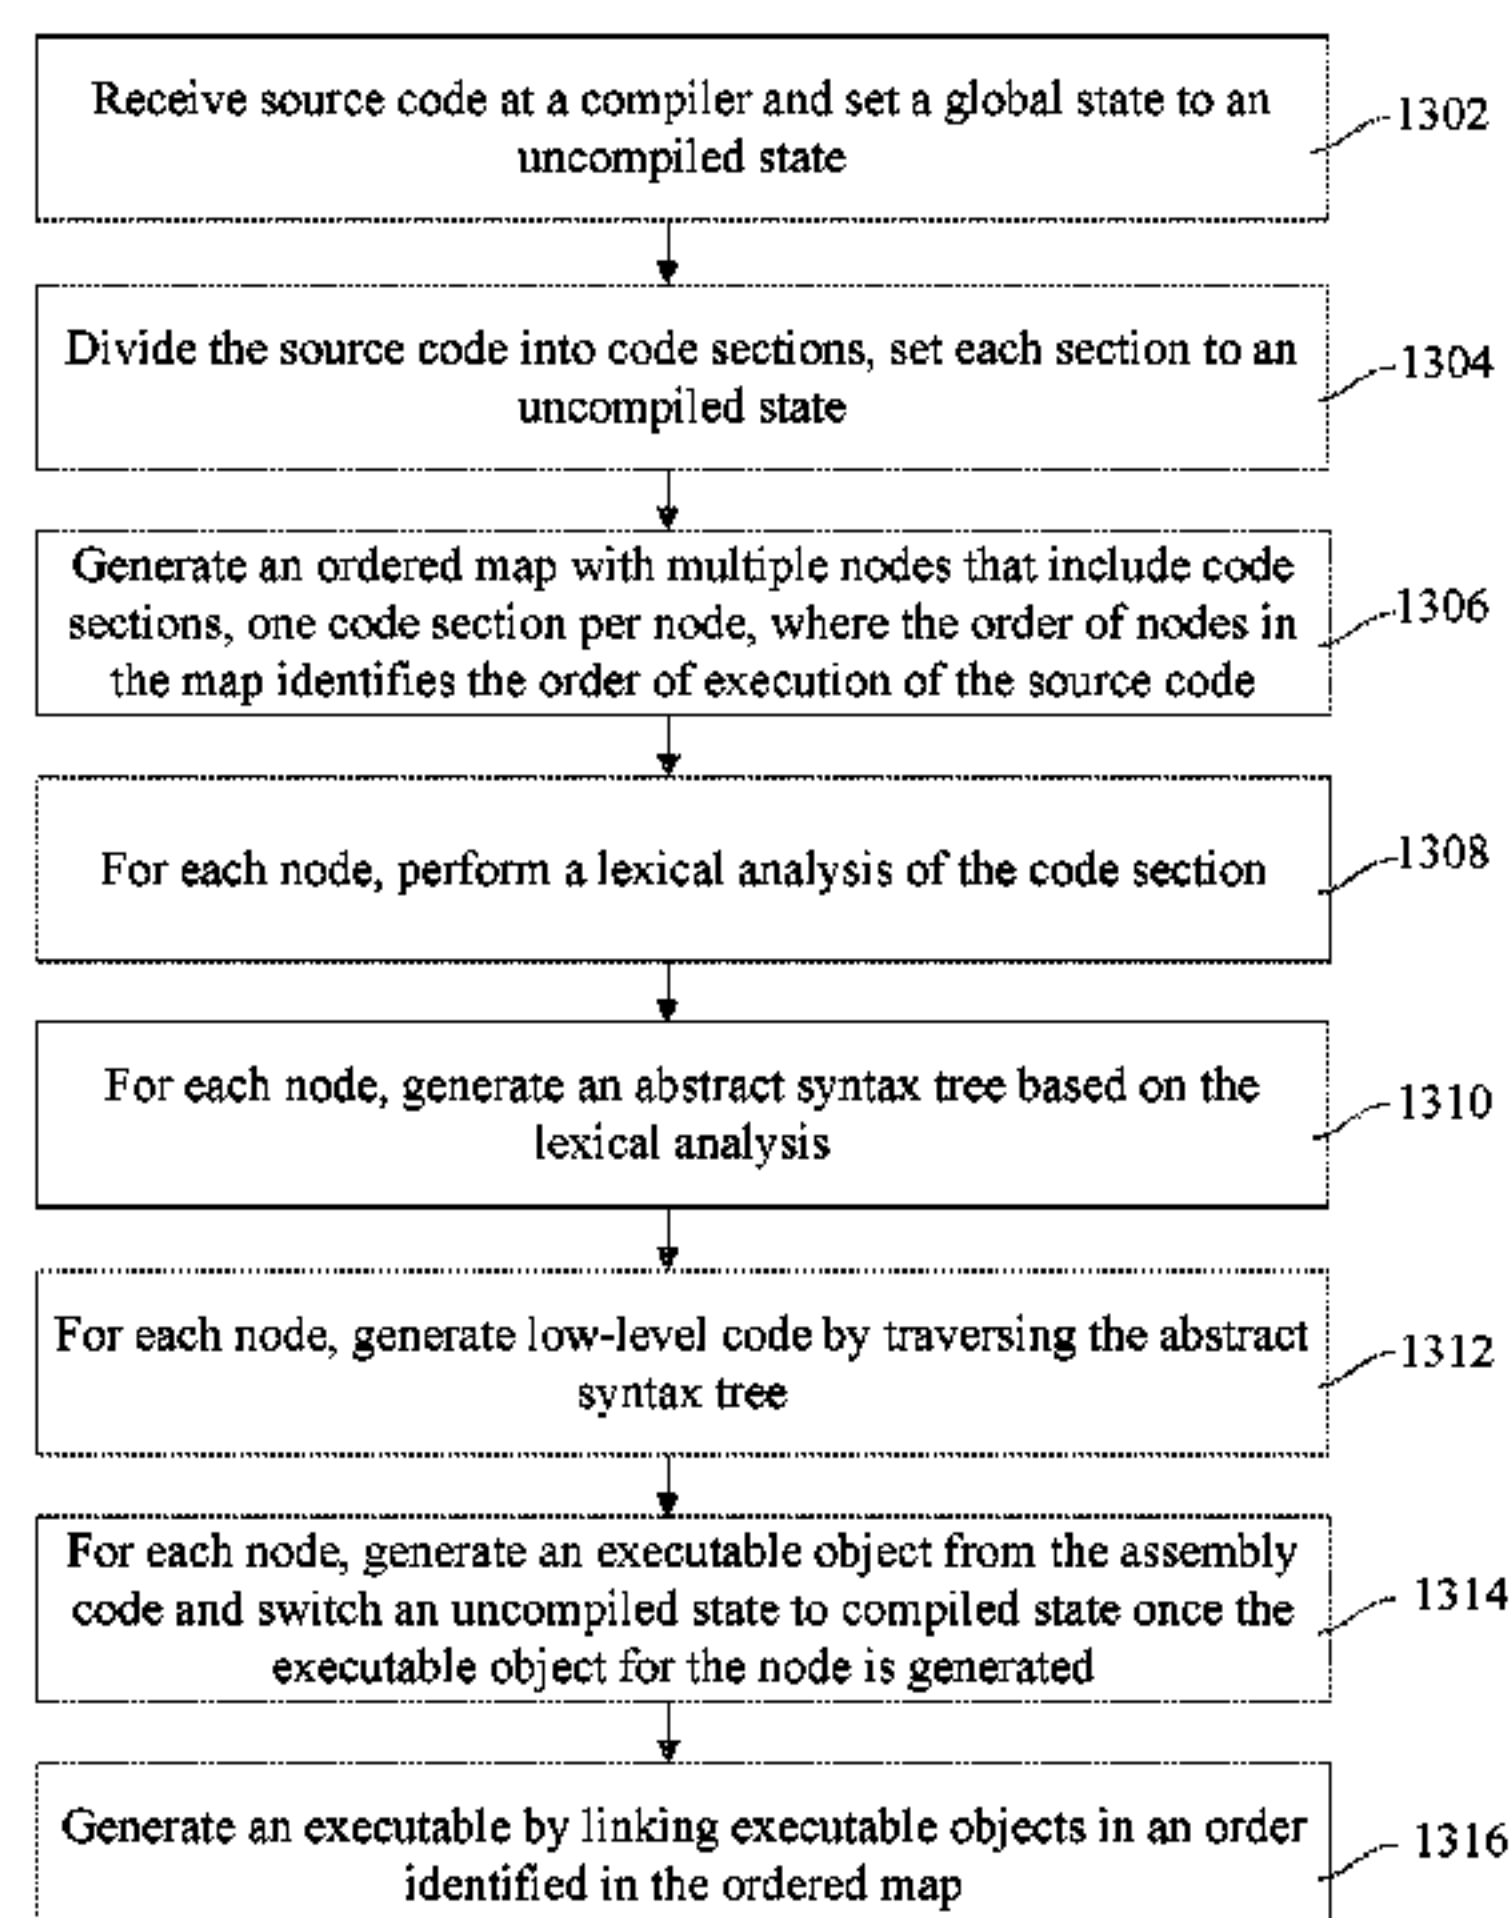 Receive source code at a compiler and set a global state to an
uncompiled state
1302
Divide the source code into code sections, set each section to an
uncompiled state
1304
Generate an ordered map with multiple nodes that include code
sections, one code section per node, where the order of nodes in
the map identifies the order of execution of the source code
1306
For each node, perform a lexical analysis of the code section
1308
For each node, generate an abstract syntax tree based on the
lexical analysis
1310
For each node, generate low-level code by traversing the abstract
syntax tree
1312
For each node, generate an executable object from the assembly
code and switch an uncompiled state to compiled state once the
executable object for the node is generated
1314
Generate an executable by linking executable objects in an order
identified in the ordered map
1316